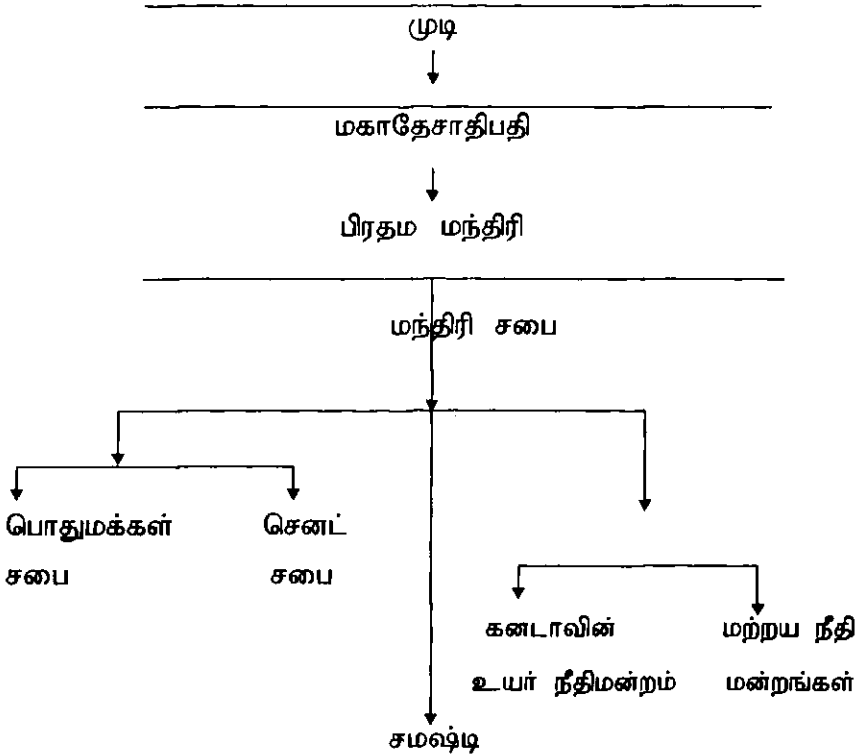 முடி
மகாதேசாதிபதி
பிரதம மந்திரி
மந்திரி சபை
பொதுமக்கள்
சபை
செனட்
சபை
கனடாவின்
உயர் நீதிமன்றம்
மற்றய நீதி
மன்றங்கள்
சமஷ்டி